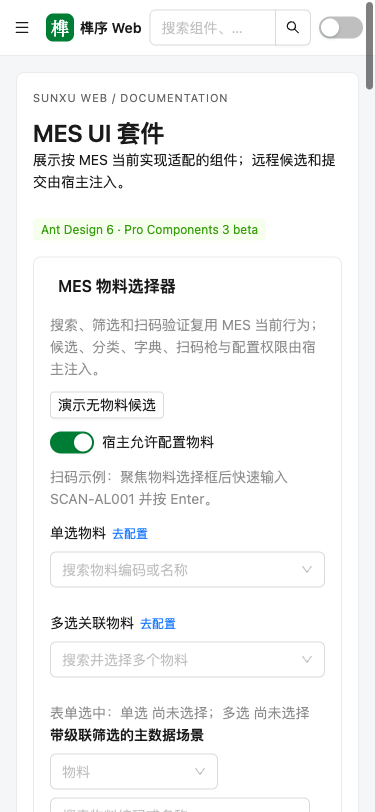 榫 榫序 Web 搜索组件、...
SUNXU WEB / DOCUMENTATION
MES UI 套件
展示按 MES 当前实现适配的组件；远程候选和提
交由宿主注入。
Ant Design 6 · Pro Components 3 beta
MES 物料选择器
搜索、筛选和扫码验证复用 MES 当前行为；
候选、分类、字典、扫码枪与配置权限由宿
主注入。
演示无物料候选
宿主允许配置物料
扫码示例：聚焦物料选择框后快速输入
SCAN-AL001 并按 Enter。
单选物料 去配置
搜索物料编码或名称
多选关联物料 去配置
搜索并选择多个物料
表单选中：单选 尚未选择；多选 尚未选择
带级联筛选的主数据场景
物料